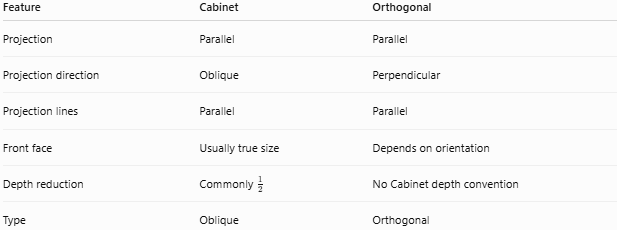 Feature Cabinet Orthogonal
Projection Parallel Parallel
Projection direction Oblique Perpendicular
Projection lines Parallel Parallel
Front face Usually true size Depends on orientation
Depth reduction Commonly 1/2 No Cabinet depth convention
Type Oblique Orthogonal